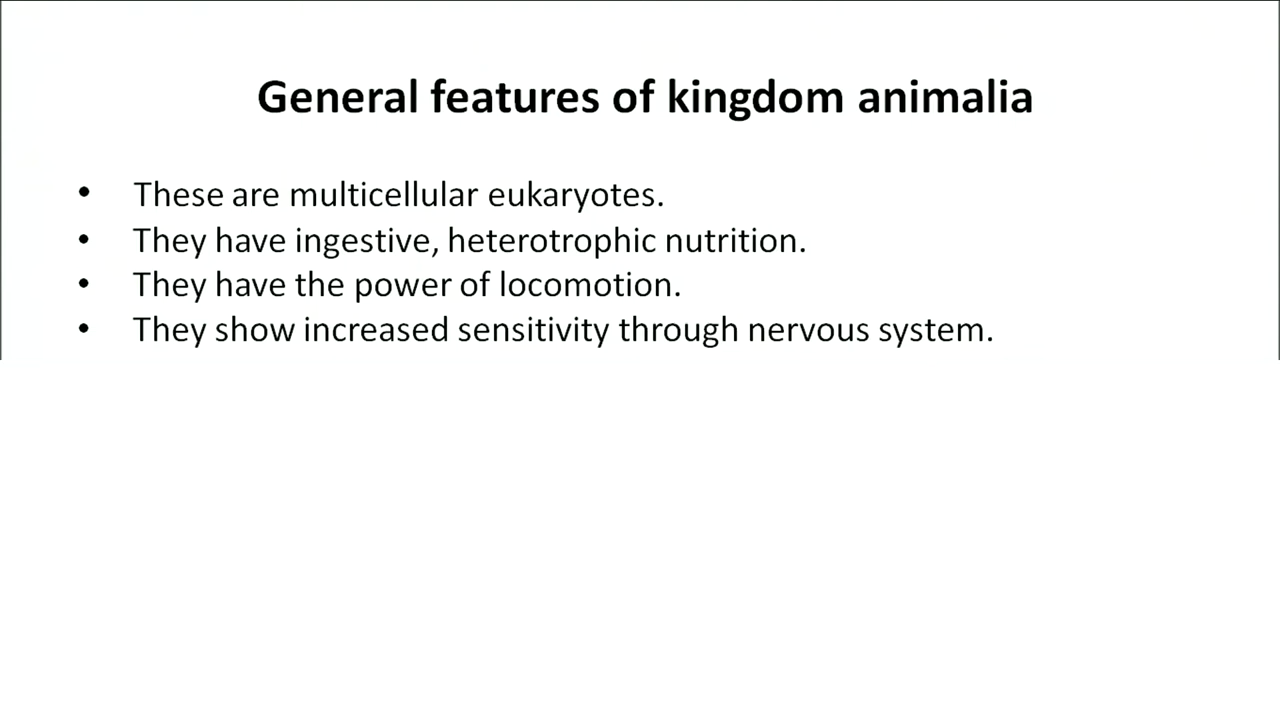 General features of kingdom animalia
• These are multicellular eukaryotes.
• They have ingestive, heterotrophic nutrition.
• They have the power of locomotion.
• They show increased sensitivity through nervous system.